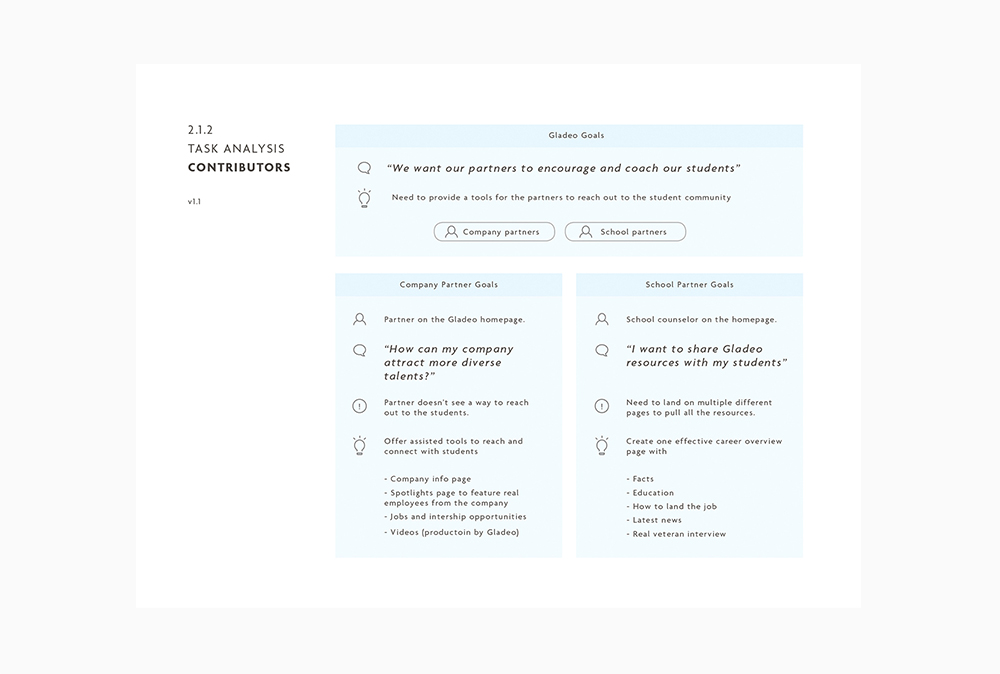 2.1.2
TASK ANALYSIS
CONTRIBUTORS
v1.1
Gladeo Goals
“We want our partners to encourage and coach our students”
Need to provide a tools for the partners to reach out to the student community
Company partners
School partners
Company Partner Goals
Partner on the Gladeo homepage.
“How can my company
attract more diverse
talents?”
Partner doesn't see a way to reach
out to the students.
Offer assisted tools to reach and
connect with students
- Company info page
- Spotlights page to feature real
employees from the company
- Jobs and intership opportunities
- Videos (productoin by Gladeo)
School Partner Goals
School counselor on the homepage.
“I want to share Gladeo
resources with my students”
Need to land on multiple different
pages to pull all the resources.
Create one effective career overview
page with
- Facts
- Education
- How to land the job
- Latest news
- Real veteran interview